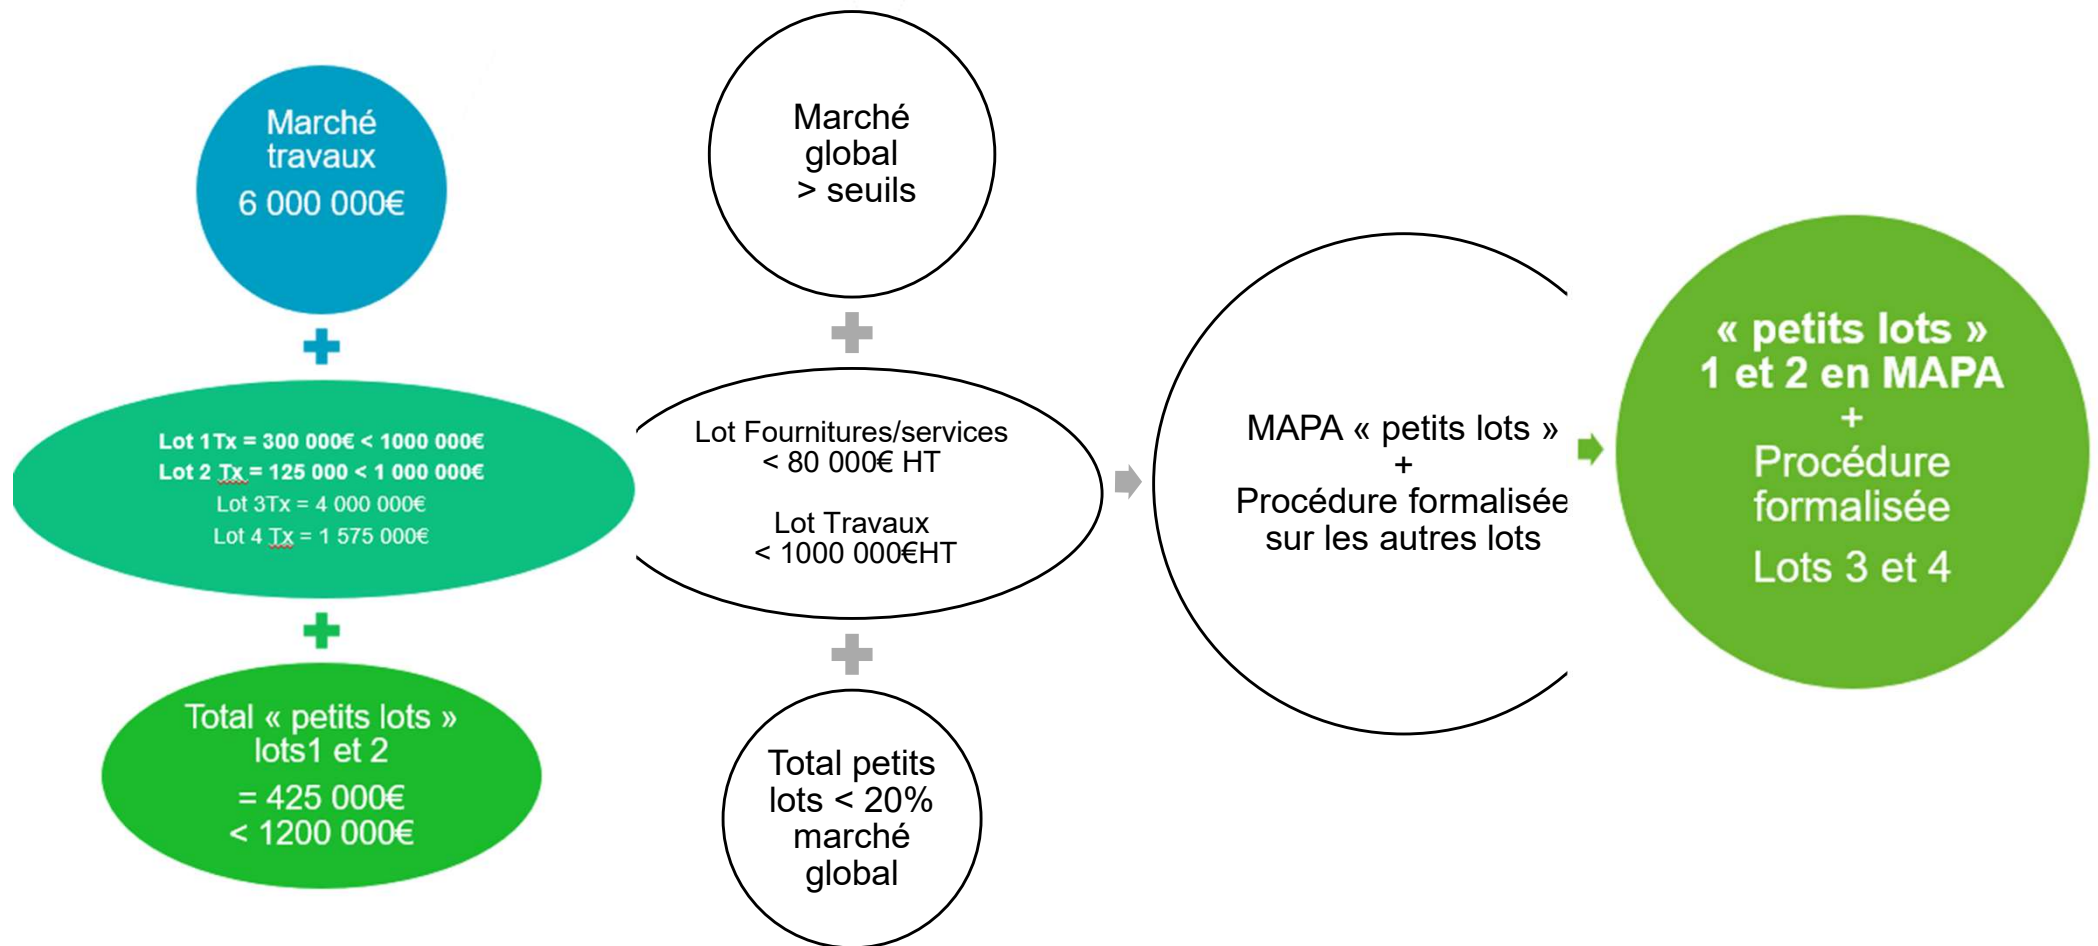 Marché
travaux
6 000 000€
Lot 1Tx = 300 000€ < 1000 000€
Lot 2 Tx = 125 000 < 1 000 000€
Lot 3Tx = 4 000 000€
Lot 4 Tx = 1 575 000€
Total « petits lots »
lots1 et 2
= 425 000€
< 1200 000€
Marché
global
> seuils
Lot Fournitures/services
< 80 000€ HT
Lot Travaux
< 1000 000€HT
Total petits
lots < 20%
marché
global
MAPA « petits lots »
+
Procédure formalisée
sur les autres lots
« petits lots »
1 et 2 en MAPA
+
Procédure
formalisée
Lots 3 et 4